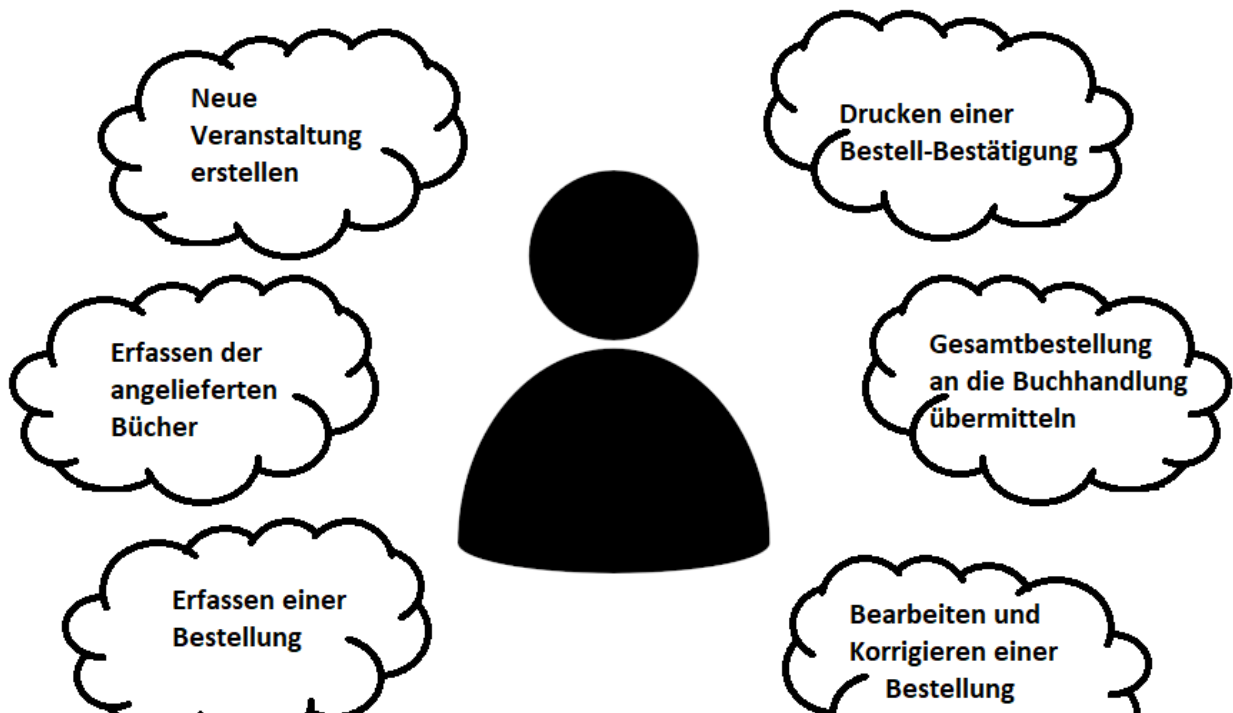 Neue
Veranstaltung
erstellen
Drucken einer
Bestell-Bestätigung
Erfassen der
angelieferten
Bücher
Gesamtbestellung
an die Buchhandlung
übermitteln
Erfassen einer
Bestellung
Bearbeiten und
Korrigieren einer
Bestellung